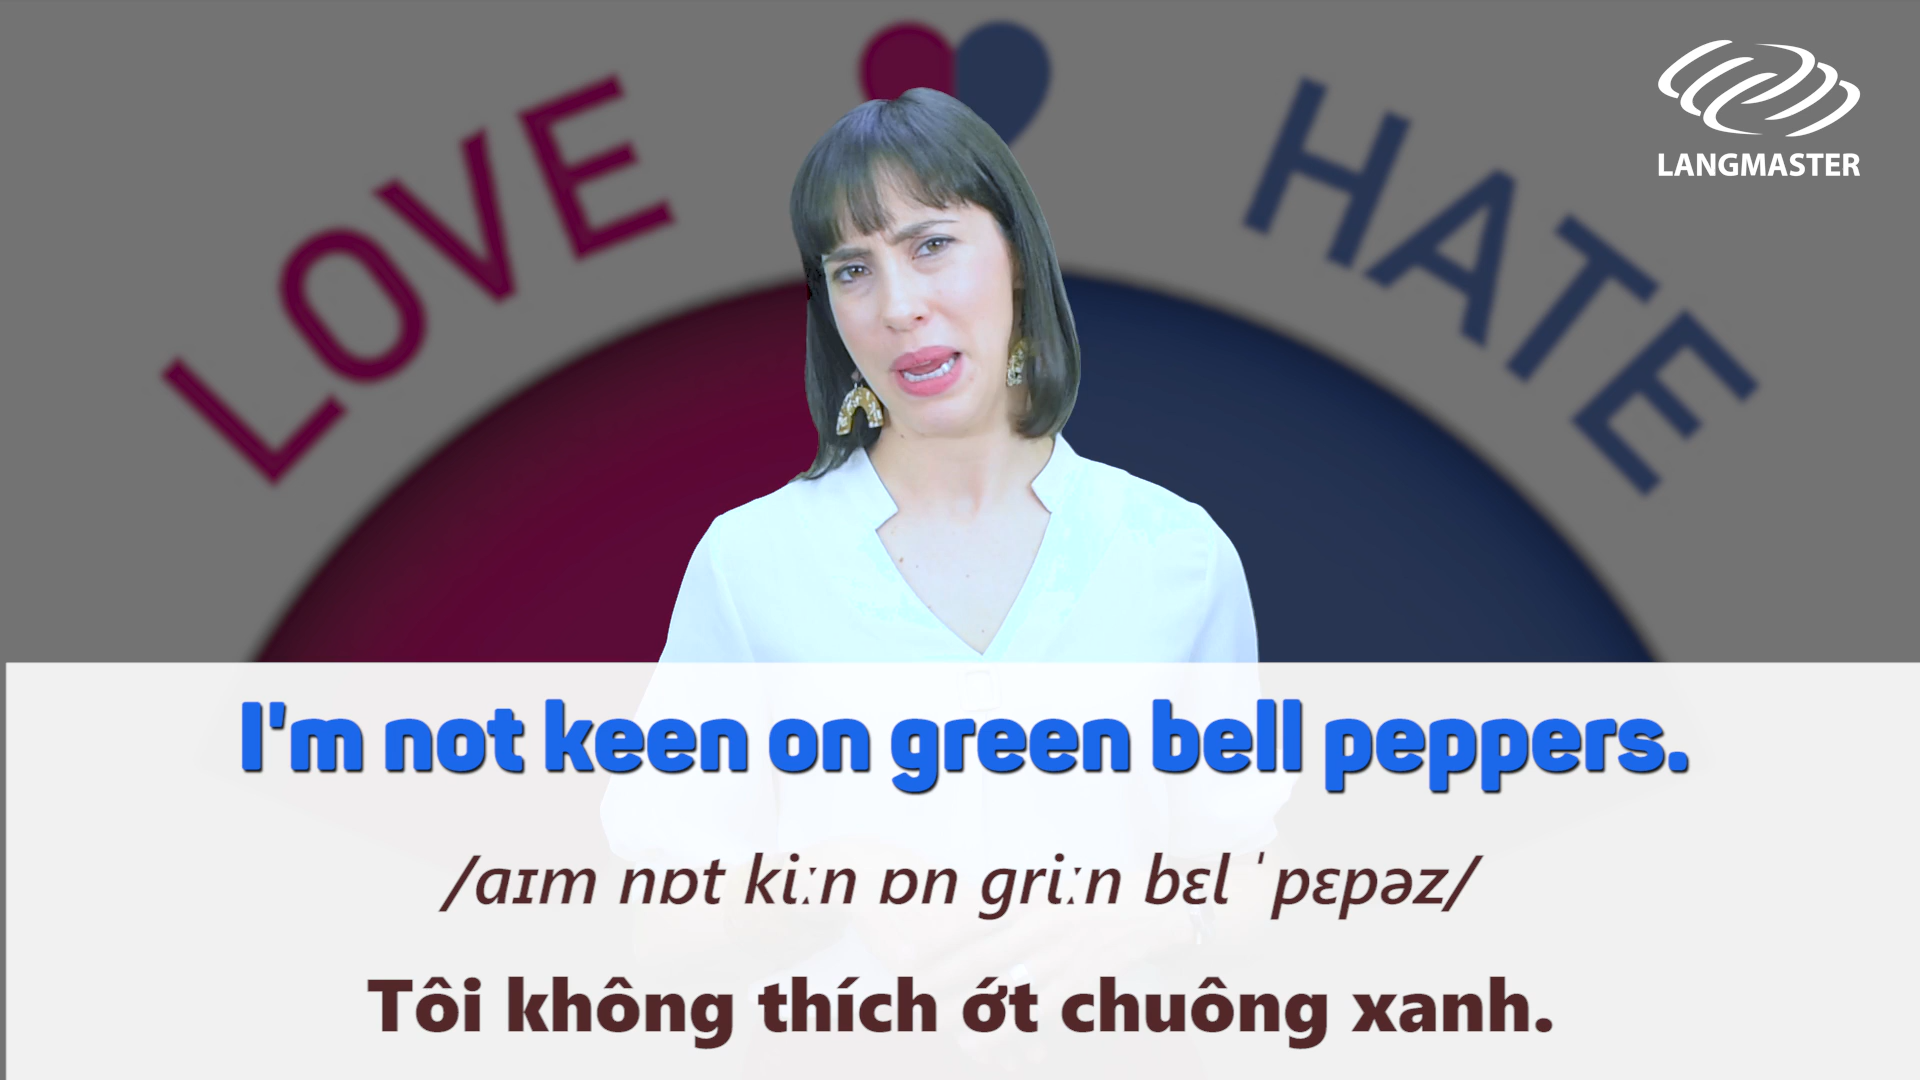 LOVE HATE
LANGMASTER
I'm not keen on green bell peppers.
/aɪm nɒt kiːn ɒn griːn bɛl ˈpɛpəz/
Tôi không thích ớt chuông xanh.